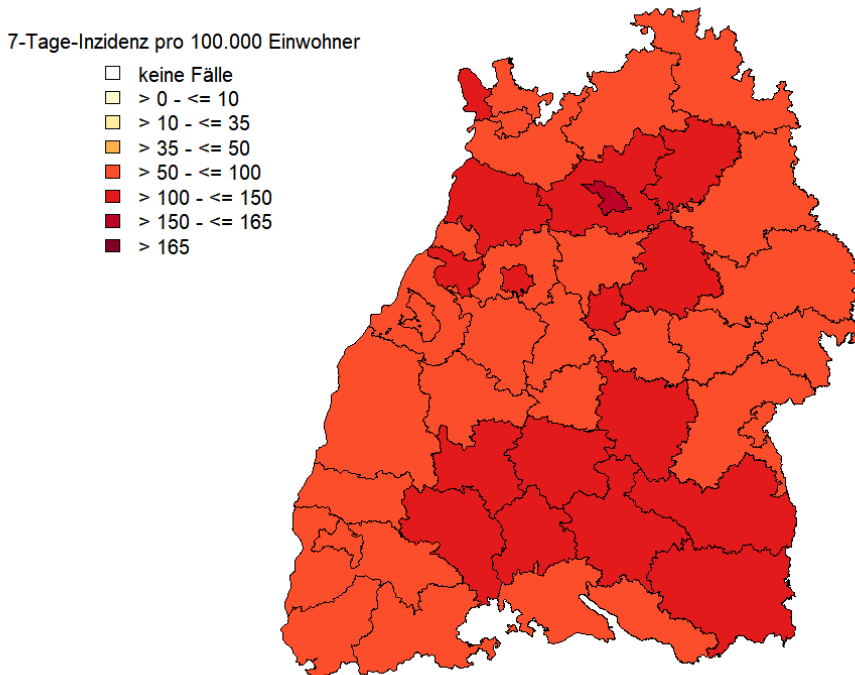 7-Tage-Inzidenz pro 100.000 Einwohner
keine Fälle
> 0 - <= 10
> 10 - <= 35
> 35 - <= 50
> 50 - <= 100
> 100 - <= 150
> 150 - <= 165
> 165